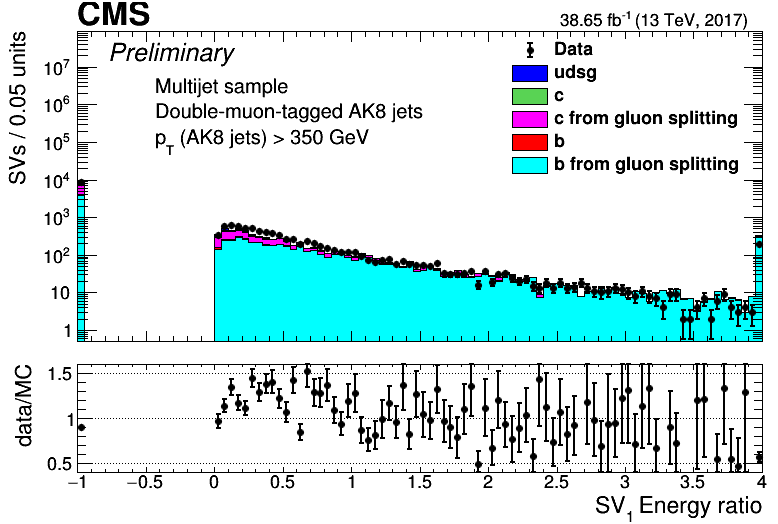 CMS
38.65 fb⁻¹ (13 TeV, 2017)
Preliminary
Multijet sample
Double-muon-tagged AK8 jets
p_T (AK8 jets) > 350 GeV
Data
udsg
c
c from gluon splitting
b
b from gluon splitting
SVs / 0.05 units
10⁷
10⁶
10⁵
10⁴
10³
10²
10
1
data/MC
1.5
1
0.5
−1 −0.5 0 0.5 1 1.5 2 2.5 3 3.5 4
SV₁ Energy ratio